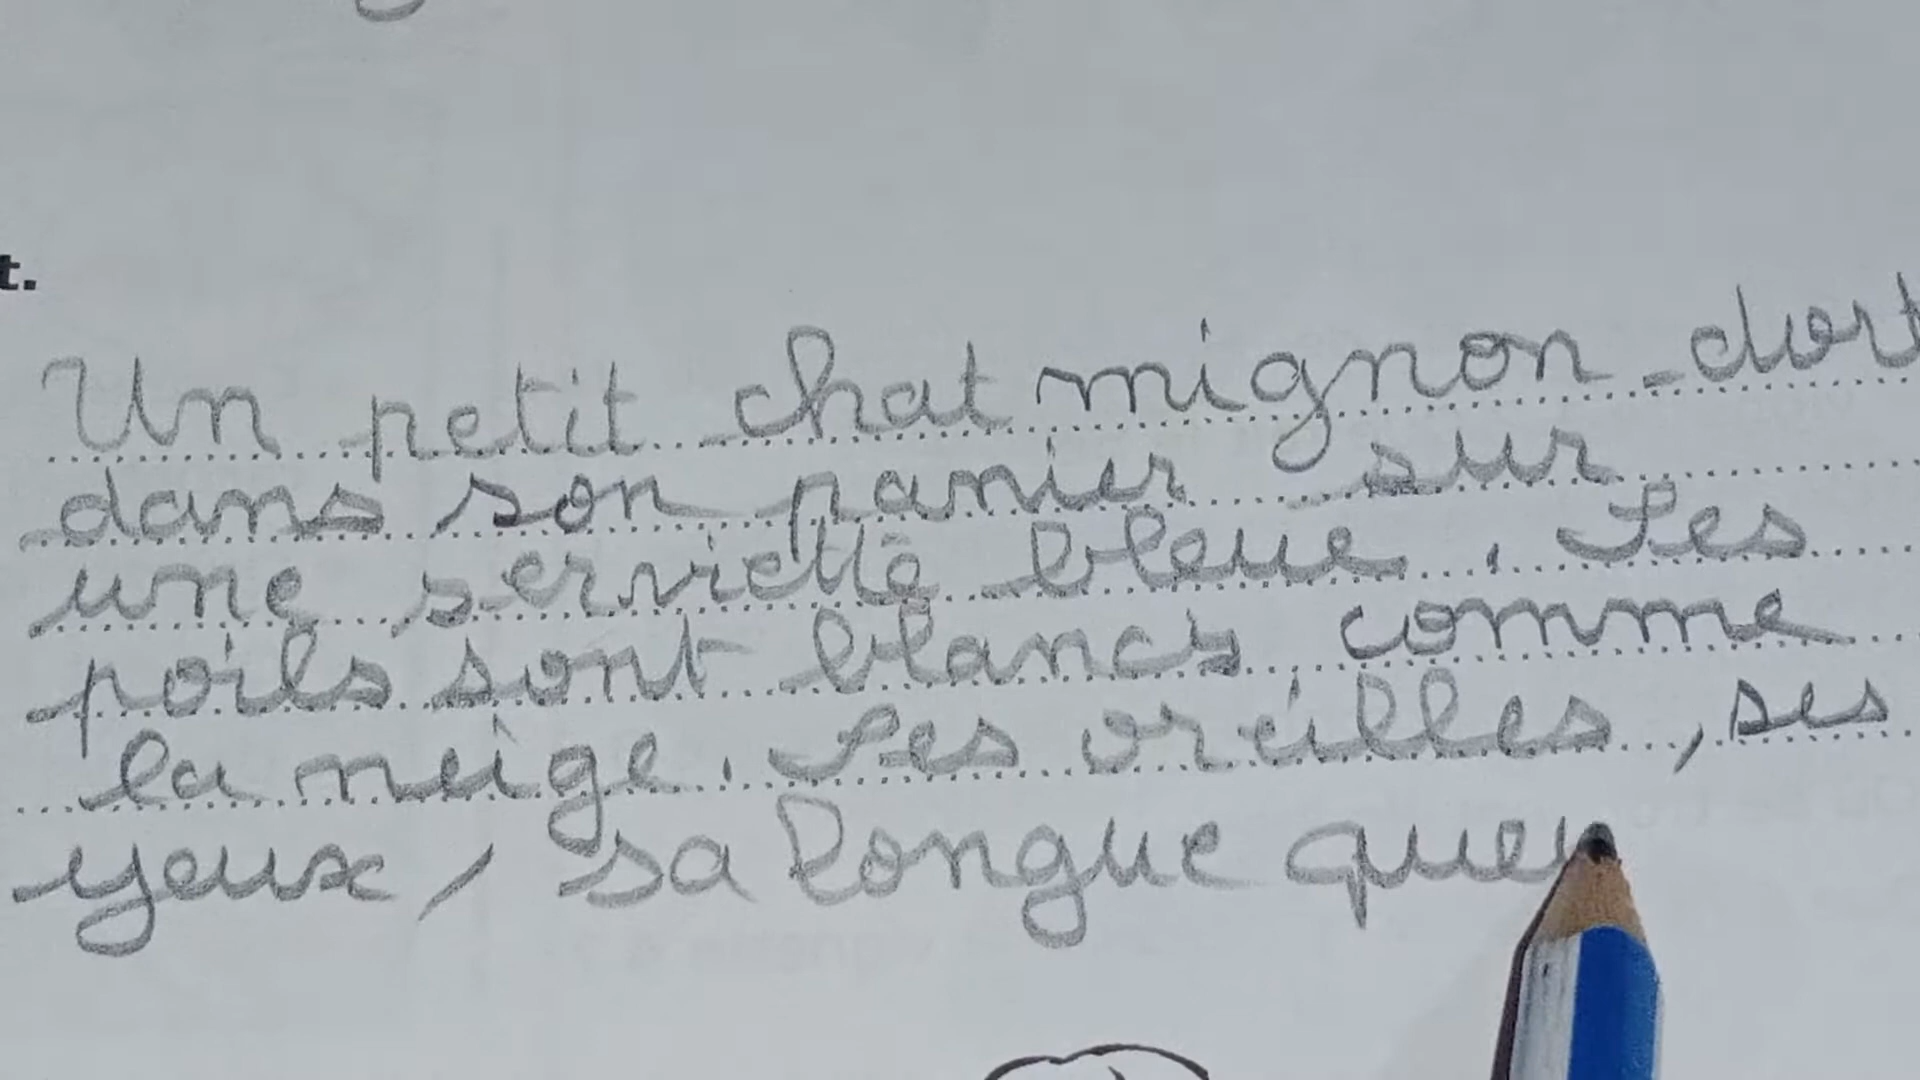 t.
Un petit chat mignon dort
dans son panier sur
une serviette bleue. Ses
poils sont blancs comme
la neige. Ses oreilles, ses
yeux, sa longue queu